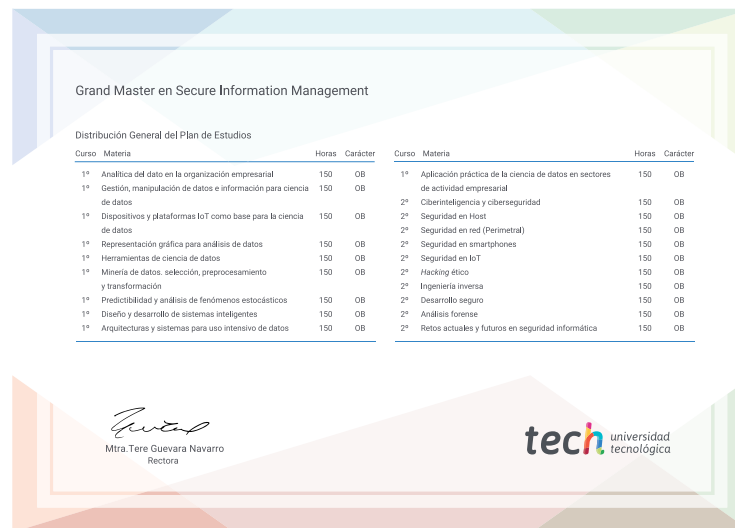 Grand Master en Secure Information Management
Distribución General del Plan de Estudios
Curso Materia Horas Carácter
1º Analítica del dato en la organización empresarial 150 OB
1º Gestión, manipulación de datos e información para ciencia 150 OB
de datos
1º Dispositivos y plataformas IoT como base para la ciencia 150 OB
de datos
1º Representación gráfica para análisis de datos 150 OB
1º Herramientas de ciencia de datos 150 OB
1º Minería de datos. selección, preprocesamiento 150 OB
y transformación
1º Predictibilidad y análisis de fenómenos estocásticos 150 OB
1º Diseño y desarrollo de sistemas inteligentes 150 OB
1º Arquitecturas y sistemas para uso intensivo de datos 150 OB
Curso Materia Horas Carácter
1º Aplicación práctica de la ciencia de datos en sectores 150 OB
de actividad empresarial
2º Ciberinteligencia y ciberseguridad 150 OB
2º Seguridad en Host 150 OB
2º Seguridad en red (Perimetral) 150 OB
2º Seguridad en smartphones 150 OB
2º Seguridad en IoT 150 OB
2º Hacking ético 150 OB
2º Ingeniería inversa 150 OB
2º Desarrollo seguro 150 OB
2º Análisis forense 150 OB
2º Retos actuales y futuros en seguridad informática 150 OB
Mtra.Tere Guevara Navarro
Rectora
tech universidad
tecnológica